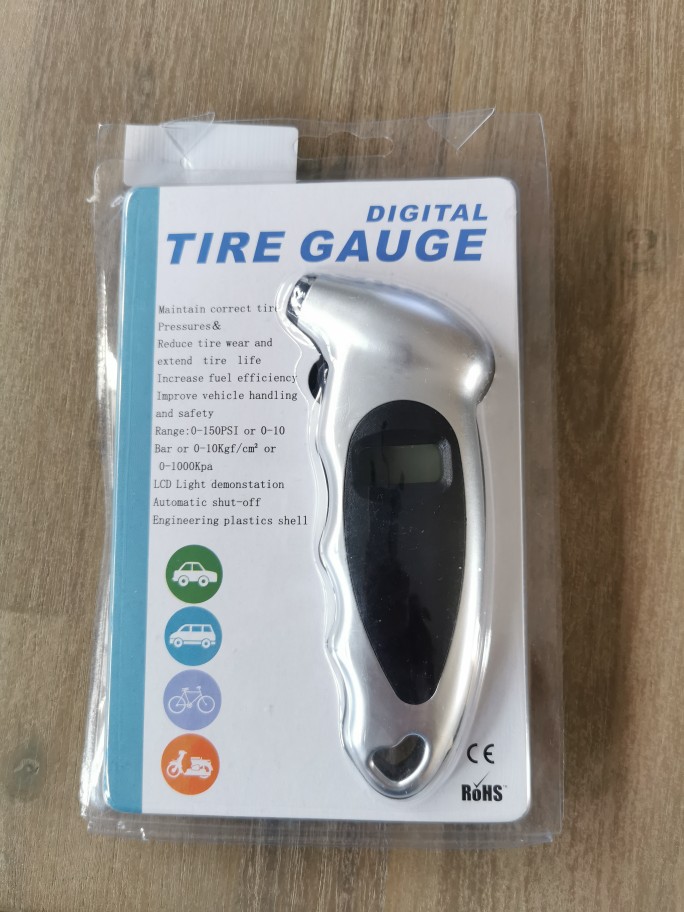 DIGITAL
TIRE GAUGE
Maintain correct tire
Pressures&
Reduce tire wear and
extend tire life
Increase fuel efficiency
Improve vehicle handling
and safety
Range:0-150PSI or 0-10
Bar or 0-10Kgf/cm² or
0-1000Kpa
LCD Light demonstation
Automatic shut-off
Engineering plastics shell
CE
RoHS™